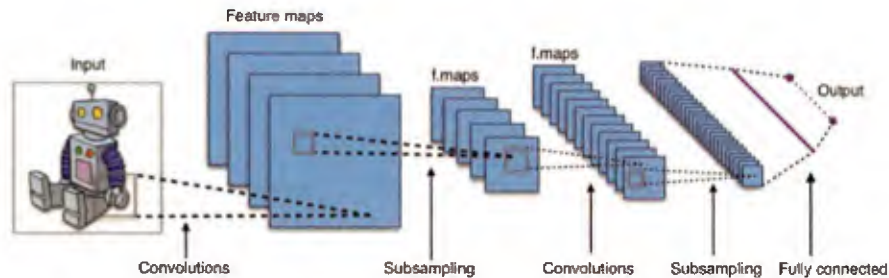 Feature maps
Input
f.maps
f.maps
Output
Convolutions
Subsampling
Convolutions
Subsampling
Fully connected